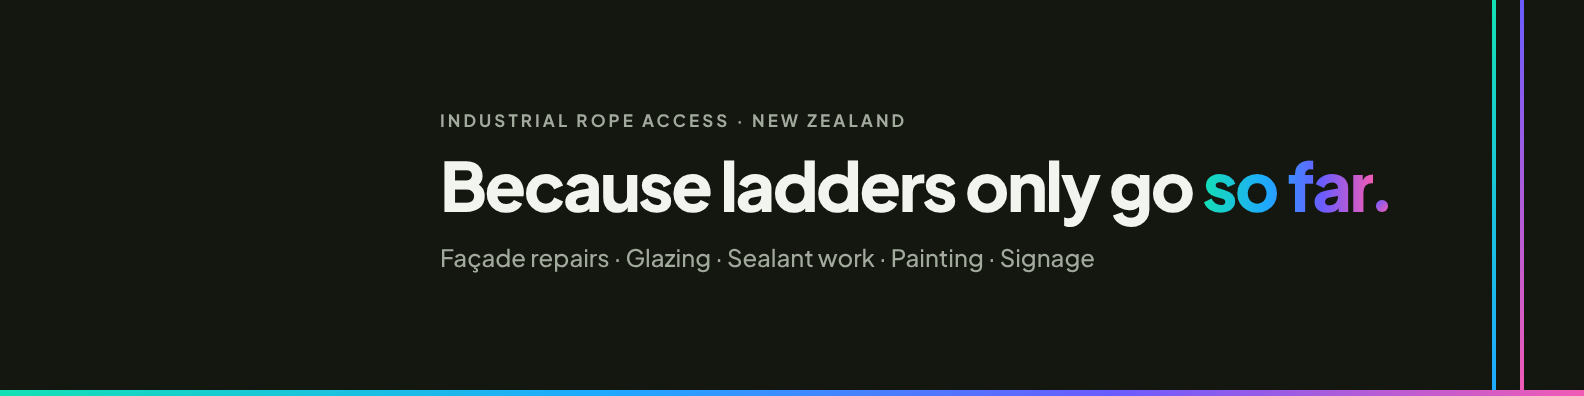 INDUSTRIAL ROPE ACCESS · NEW ZEALAND
Because ladders only go so far.
Façade repairs · Glazing · Sealant work · Painting · Signage